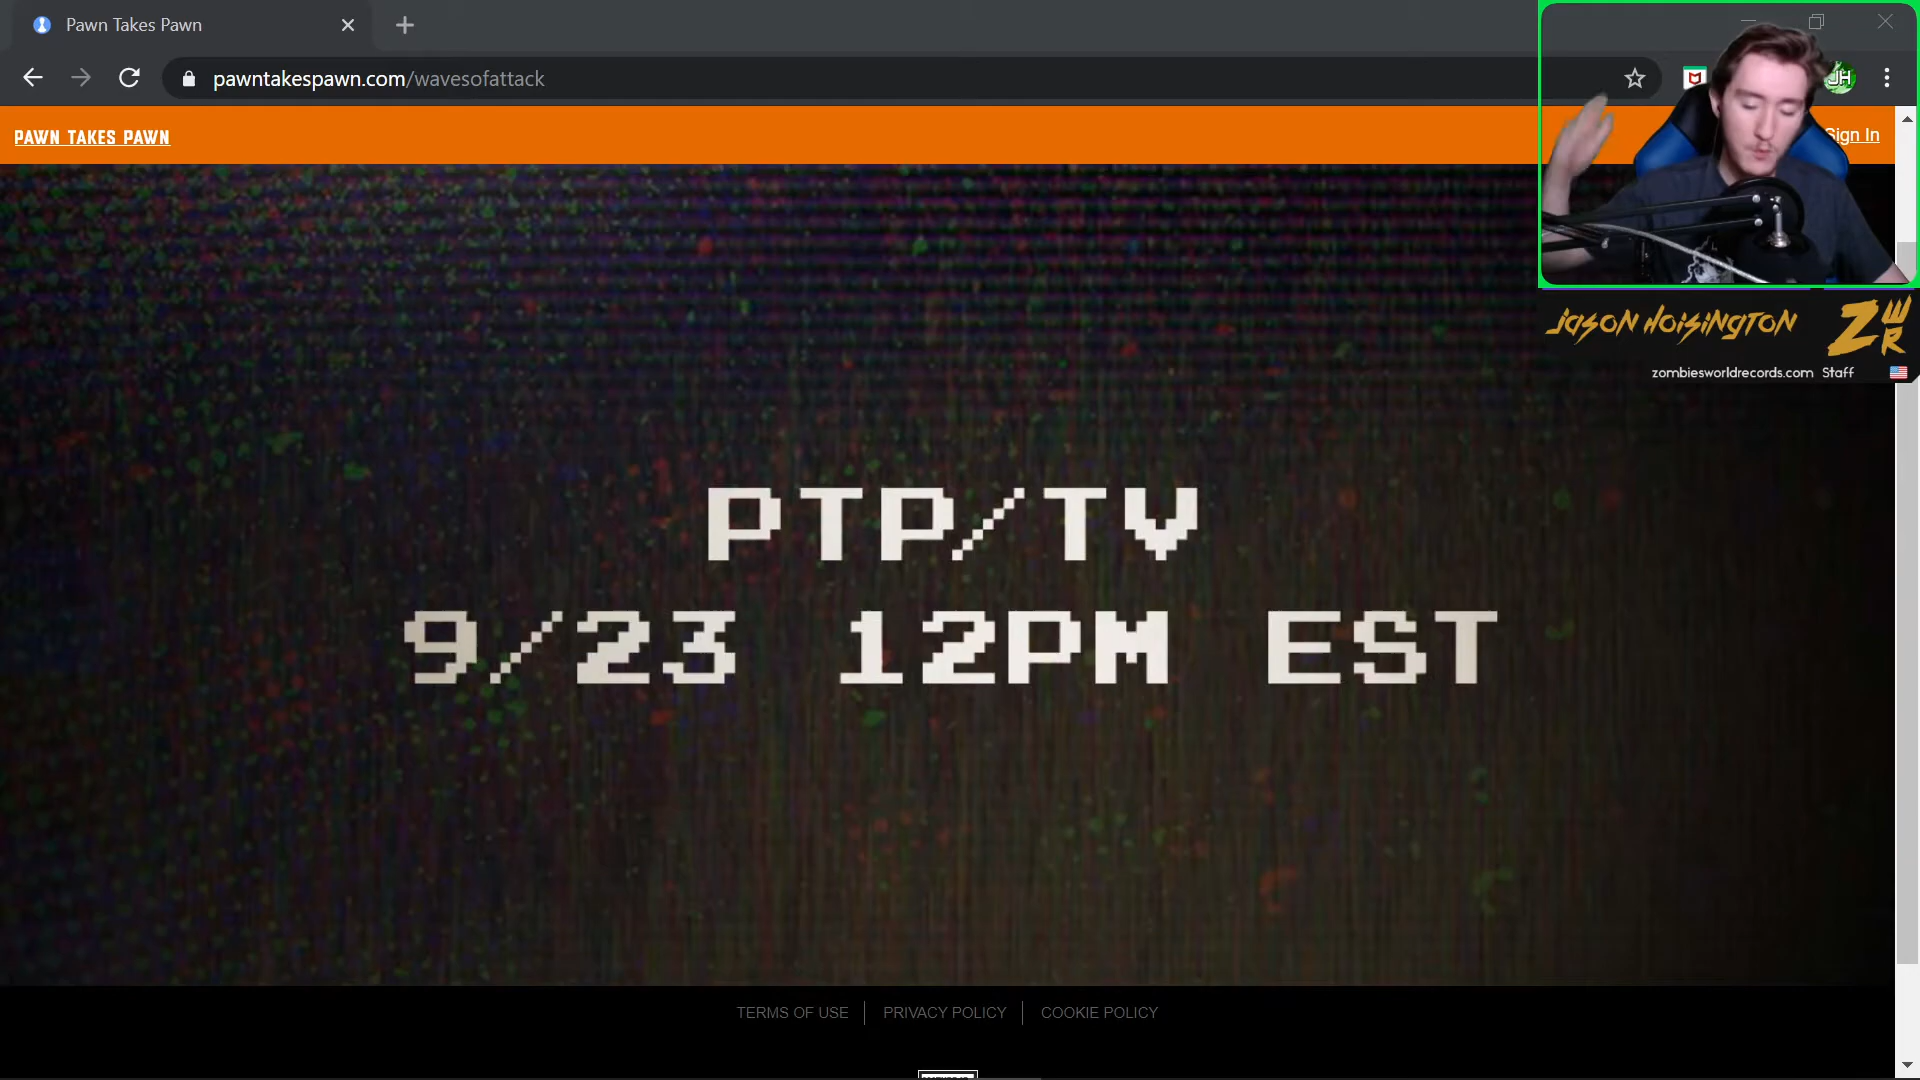 Pawn Takes Pawn
pawntakespawn.com/wavesofattack
JH
PAWN TAKES PAWN
Sign In
JASON HOISINGTON
ZWR
zombiesworldrecords.com Staff
PTP/TV
9/23 12PM EST
TERMS OF USE
PRIVACY POLICY
COOKIE POLICY